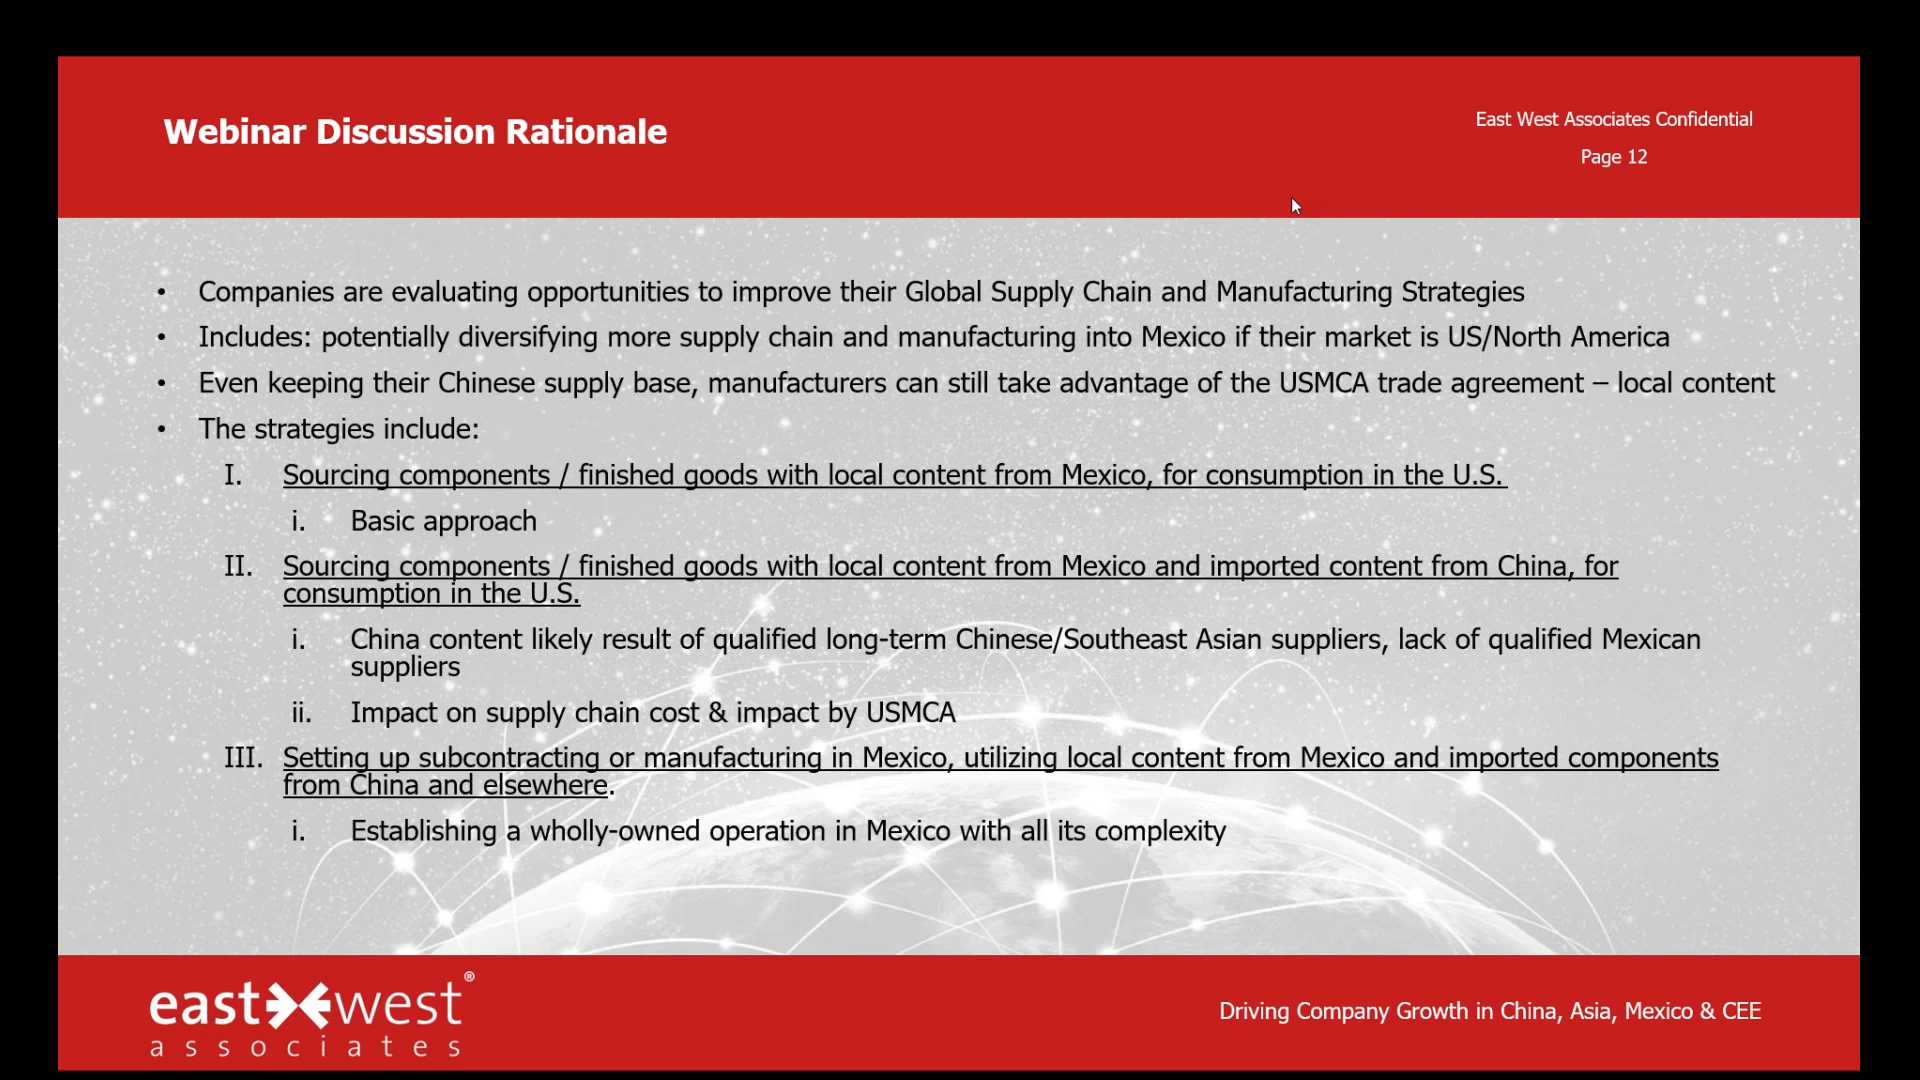 Webinar Discussion Rationale
East West Associates Confidential
Page 12
• Companies are evaluating opportunities to improve their Global Supply Chain and Manufacturing Strategies
• Includes: potentially diversifying more supply chain and manufacturing into Mexico if their market is US/North America
• Even keeping their Chinese supply base, manufacturers can still take advantage of the USMCA trade agreement – local content
• The strategies include:
I. Sourcing components / finished goods with local content from Mexico, for consumption in the U.S.
i. Basic approach
II. Sourcing components / finished goods with local content from Mexico and imported content from China, for
consumption in the U.S.
i. China content likely result of qualified long-term Chinese/Southeast Asian suppliers, lack of qualified Mexican
suppliers
ii. Impact on supply chain cost & impact by USMCA
III. Setting up subcontracting or manufacturing in Mexico, utilizing local content from Mexico and imported components
from China and elsewhere.
i. Establishing a wholly-owned operation in Mexico with all its complexity
east west®
associates
Driving Company Growth in China, Asia, Mexico & CEE